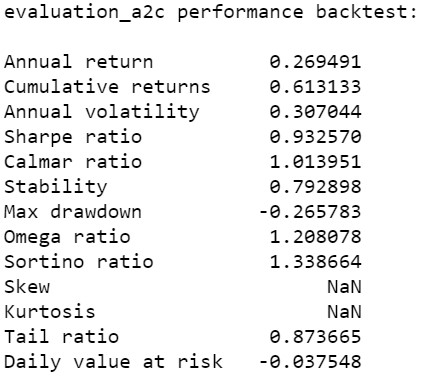 evaluation_a2c performance backtest:
Annual return 0.269491
Cumulative returns 0.613133
Annual volatility 0.307044
Sharpe ratio 0.932570
Calmar ratio 1.013951
Stability 0.792898
Max drawdown -0.265783
Omega ratio 1.208078
Sortino ratio 1.338664
Skew NaN
Kurtosis NaN
Tail ratio 0.873665
Daily value at risk -0.037548